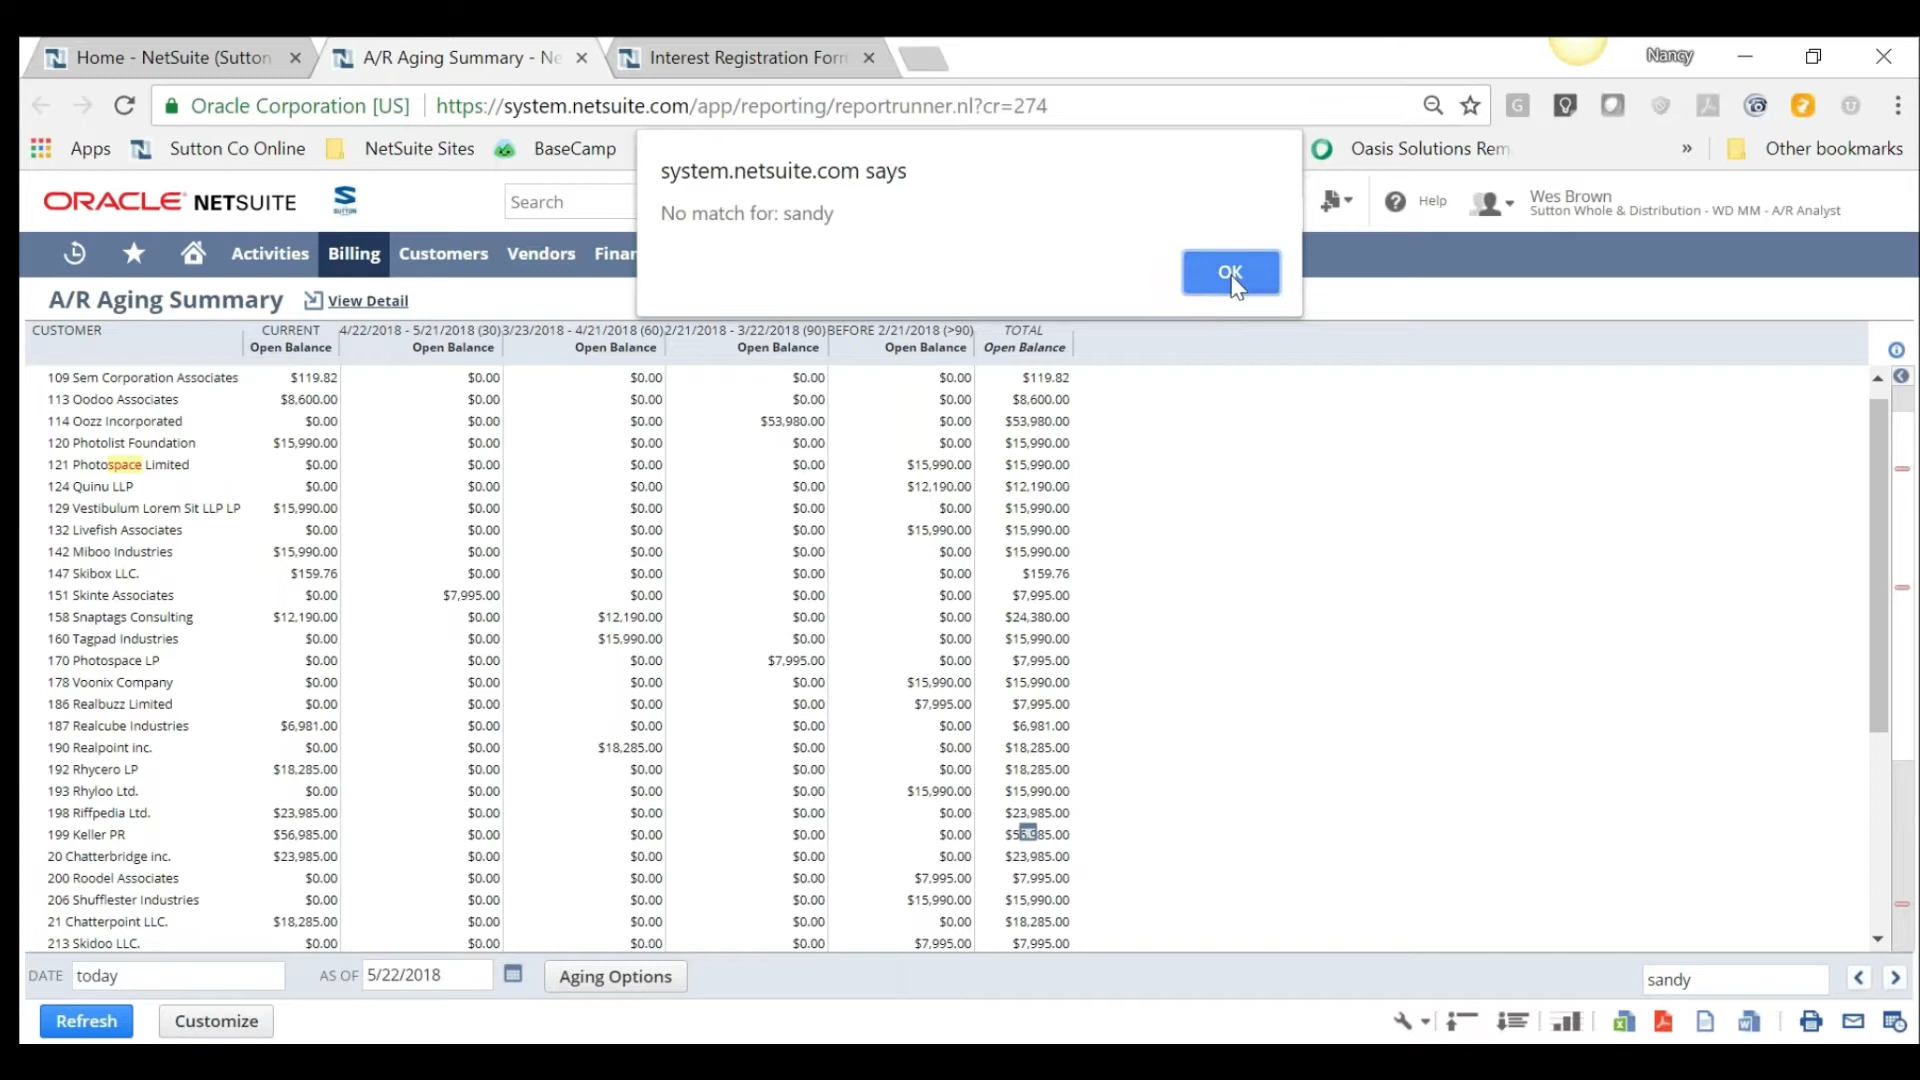 Home - NetSuite (Sutton
A/R Aging Summary - Ne
Interest Registration Form
Nancy
Oracle Corporation [US]
https://system.netsuite.com/app/reporting/reportrunner.nl?cr=274
Apps
Sutton Co Online
NetSuite Sites
BaseCamp
Oasis Solutions Rem
»
Other bookmarks
system.netsuite.com says
No match for: sandy
OK
ORACLE NETSUITE
SUTTON
Search
Help
Wes Brown
Sutton Whole & Distribution - WD MM - A/R Analyst
Activities Billing Customers Vendors Finan
A/R Aging Summary View Detail
CUSTOMER CURRENT 4/22/2018 - 5/21/2018 (30) 3/23/2018 - 4/21/2018 (60) 2/21/2018 - 3/22/2018 (90) BEFORE 2/21/2018 (>90) TOTAL
Open Balance Open Balance Open Balance Open Balance Open Balance Open Balance
109 Sem Corporation Associates $119.82 $0.00 $0.00 $0.00 $0.00 $119.82
113 Oodoo Associates $8,600.00 $0.00 $0.00 $0.00 $0.00 $8,600.00
114 Oozz Incorporated $0.00 $0.00 $0.00 $53,980.00 $0.00 $53,980.00
120 Photolist Foundation $15,990.00 $0.00 $0.00 $0.00 $0.00 $15,990.00
121 Photospace Limited $0.00 $0.00 $0.00 $0.00 $15,990.00 $15,990.00
124 Quinu LLP $0.00 $0.00 $0.00 $0.00 $12,190.00 $12,190.00
129 Vestibulum Lorem Sit LLP LP $15,990.00 $0.00 $0.00 $0.00 $0.00 $15,990.00
132 Livefish Associates $0.00 $0.00 $0.00 $0.00 $15,990.00 $15,990.00
142 Miboo Industries $15,990.00 $0.00 $0.00 $0.00 $0.00 $15,990.00
147 Skibox LLC. $159.76 $0.00 $0.00 $0.00 $0.00 $159.76
151 Skinte Associates $0.00 $7,995.00 $0.00 $0.00 $0.00 $7,995.00
158 Snaptags Consulting $12,190.00 $0.00 $12,190.00 $0.00 $0.00 $24,380.00
160 Tagpad Industries $0.00 $0.00 $15,990.00 $0.00 $0.00 $15,990.00
170 Photospace LP $0.00 $0.00 $0.00 $7,995.00 $0.00 $7,995.00
178 Voonix Company $0.00 $0.00 $0.00 $0.00 $15,990.00 $15,990.00
186 Realbuzz Limited $0.00 $0.00 $0.00 $0.00 $7,995.00 $7,995.00
187 Realcube Industries $6,981.00 $0.00 $0.00 $0.00 $0.00 $6,981.00
190 Realpoint inc. $0.00 $0.00 $18,285.00 $0.00 $0.00 $18,285.00
192 Rhycero LP $18,285.00 $0.00 $0.00 $0.00 $0.00 $18,285.00
193 Rhyloo Ltd. $0.00 $0.00 $0.00 $0.00 $15,990.00 $15,990.00
198 Riffpedia Ltd. $23,985.00 $0.00 $0.00 $0.00 $0.00 $23,985.00
199 Keller PR $56,985.00 $0.00 $0.00 $0.00 $0.00 $56,985.00
20 Chatterbridge inc. $23,985.00 $0.00 $0.00 $0.00 $0.00 $23,985.00
200 Roodel Associates $0.00 $0.00 $0.00 $0.00 $7,995.00 $7,995.00
206 Shufflester Industries $0.00 $0.00 $0.00 $0.00 $15,990.00 $15,990.00
21 Chatterpoint LLC. $18,285.00 $0.00 $0.00 $0.00 $0.00 $18,285.00
213 Skidoo LLC. $0.00 $0.00 $0.00 $0.00 $7,995.00 $7,995.00
DATE today AS OF 5/22/2018 Aging Options sandy
Refresh Customize